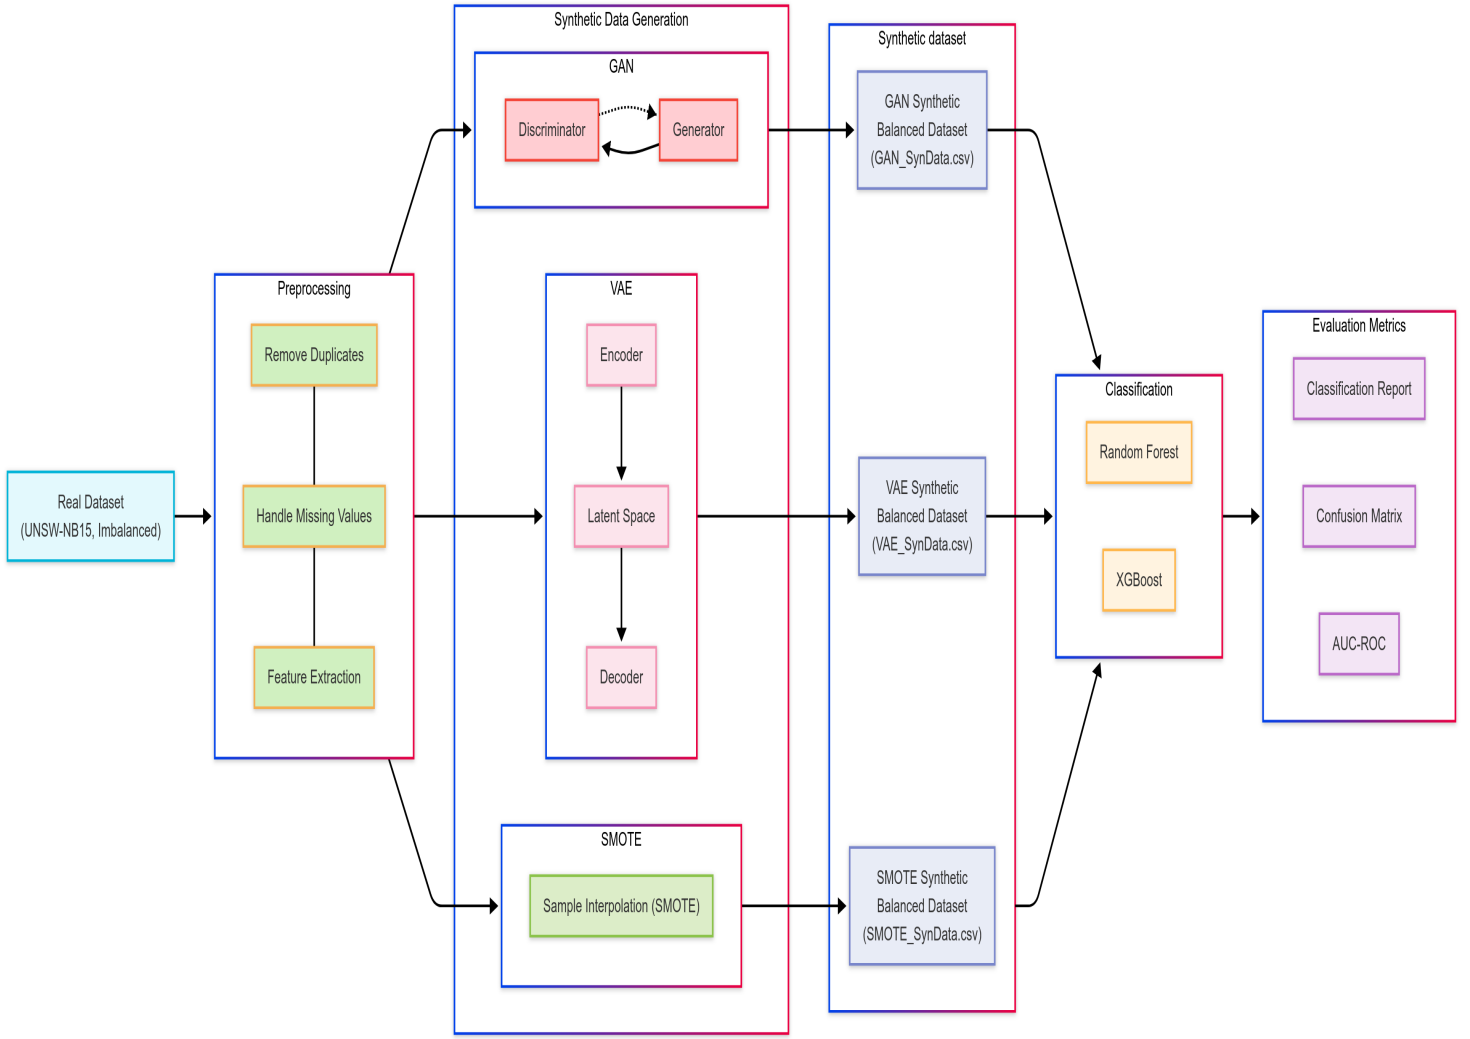 Real Dataset
(UNSW-NB15, Imbalanced)
Preprocessing
Remove Duplicates
Handle Missing Values
Feature Extraction
Synthetic Data Generation
GAN
Discriminator
Generator
VAE
Encoder
Latent Space
Decoder
SMOTE
Sample Interpolation (SMOTE)
Synthetic dataset
GAN Synthetic
Balanced Dataset
(GAN_SynData.csv)
VAE Synthetic
Balanced Dataset
(VAE_SynData.csv)
SMOTE Synthetic
Balanced Dataset
(SMOTE_SynData.csv)
Classification
Random Forest
XGBoost
Evaluation Metrics
Classification Report
Confusion Matrix
AUC-ROC